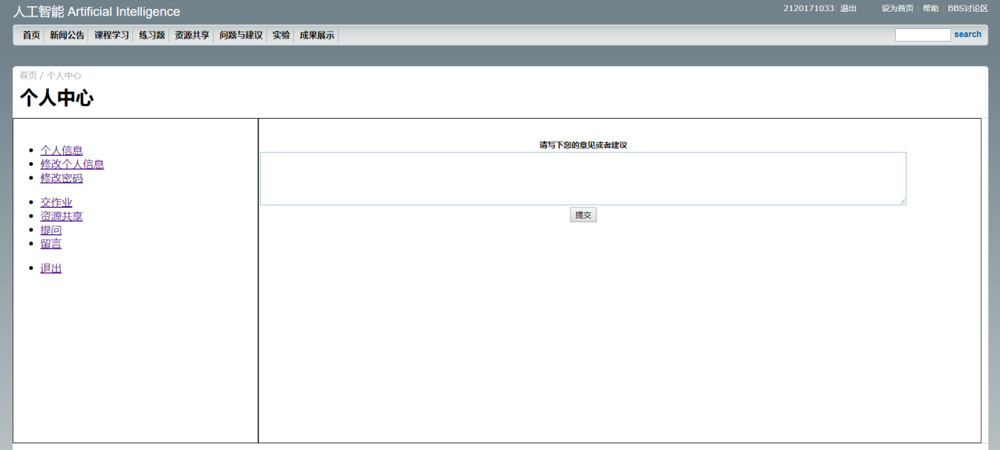 人工智能 Artificial Intelligence
2120171033 退出 设为首页 帮助 BBS讨论区
首页 新闻公告 课程学习 练习题 资源共享 问题与建议 实验 成果展示 search
首页 / 个人中心
个人中心
个人信息
修改个人信息
修改密码
交作业
资源共享
提问
留言
退出
请写下您的意见或者建议
提交